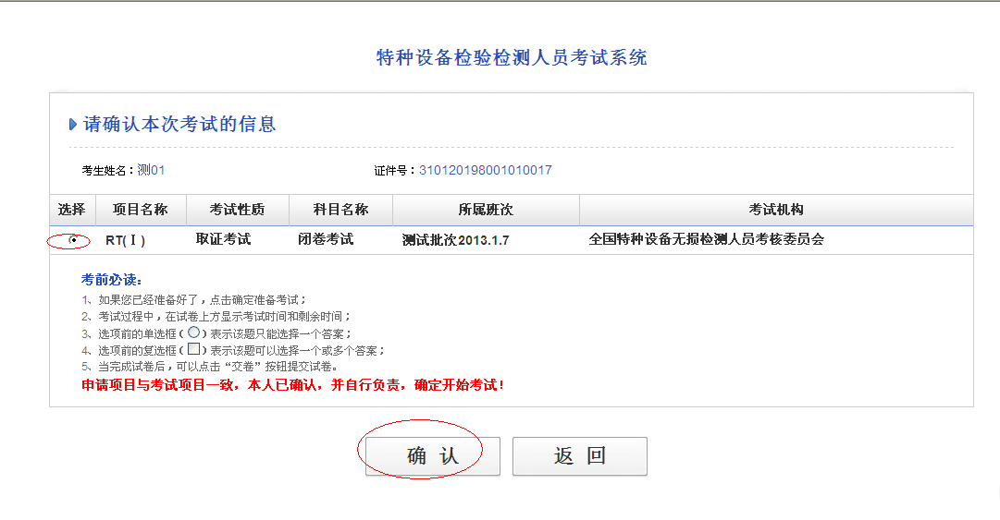 特种设备检验检测人员考试系统
请确认本次考试的信息
考生姓名：测01 证件号：310120198001010017
选择 项目名称 考试性质 科目名称 所属班次 考试机构
RT(Ⅰ) 取证考试 闭卷考试 测试批次2013.1.7 全国特种设备无损检测人员考核委员会
考前必读：
1、如果您已经准备好了，点击确定准备考试；
2、考试过程中，在试卷上方显示考试时间和剩余时间；
3、选项前的单选框（）表示该题只能选择一个答案；
4、选项前的复选框（）表示该题可以选择一个或多个答案；
5、当完成试卷后，可以点击“交卷”按钮提交试卷。
申请项目与考试项目一致，本人已确认，并自行负责，确定开始考试！
确 认 返 回